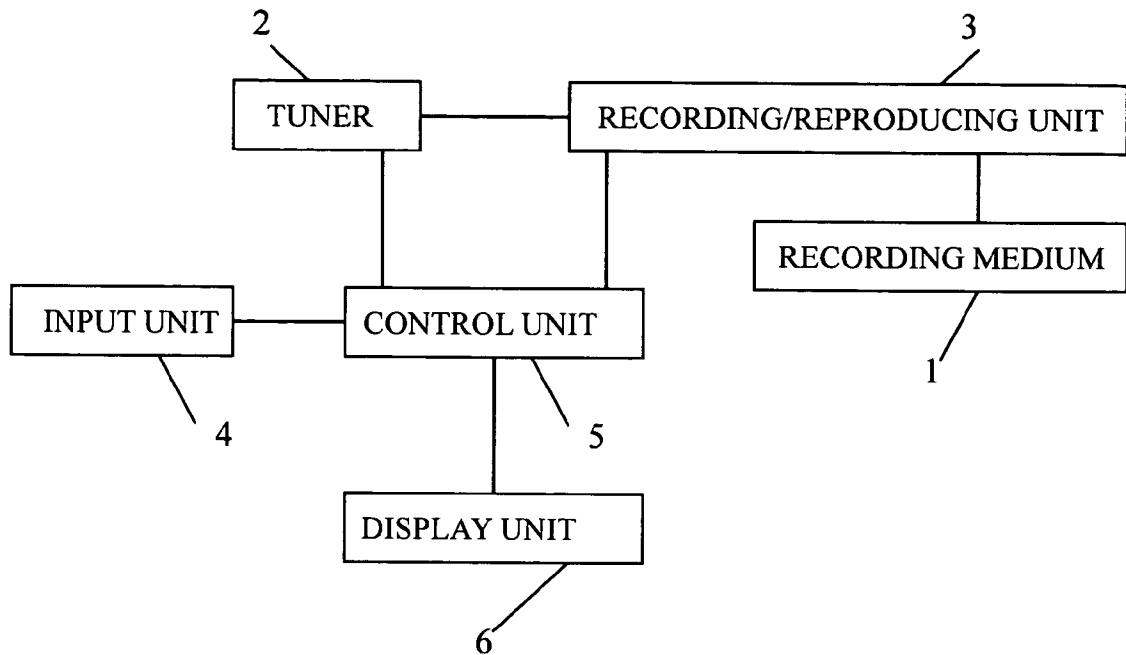 2
3
TUNER
RECORDING/REPRODUCING UNIT
RECORDING MEDIUM
INPUT UNIT
CONTROL UNIT
1
4
5
DISPLAY UNIT
6